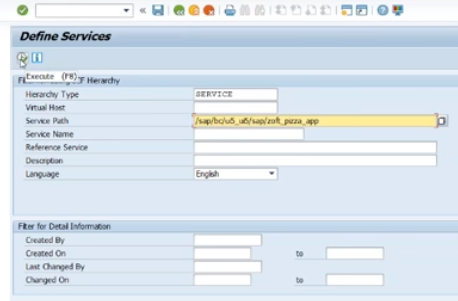 Define Services
Execute (F8)
Hierarchy
Hierarchy Type
SERVICE
Virtual Host
Service Path
/sap/bc/ui5_ui5/sap/zoft_pizza_app
Service Name
Reference Service
Description
Language
English
Filter for Detail Information
Created By
Created On
to
Last Changed By
Changed On
to